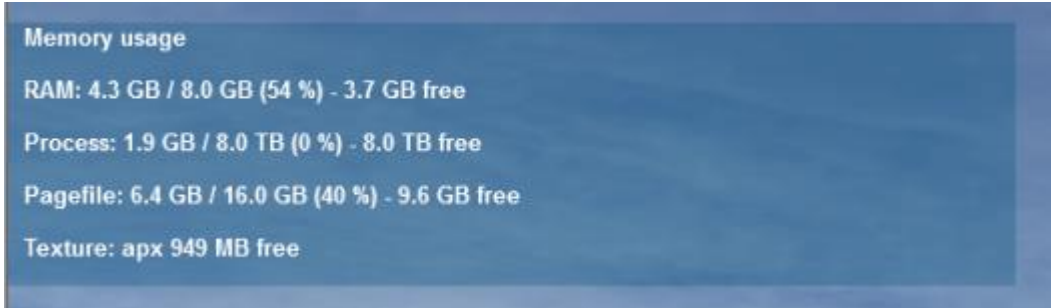 Memory usage
RAM: 4.3 GB / 8.0 GB (54 %) - 3.7 GB free
Process: 1.9 GB / 8.0 TB (0 %) - 8.0 TB free
Pagefile: 6.4 GB / 16.0 GB (40 %) - 9.6 GB free
Texture: apx 949 MB free